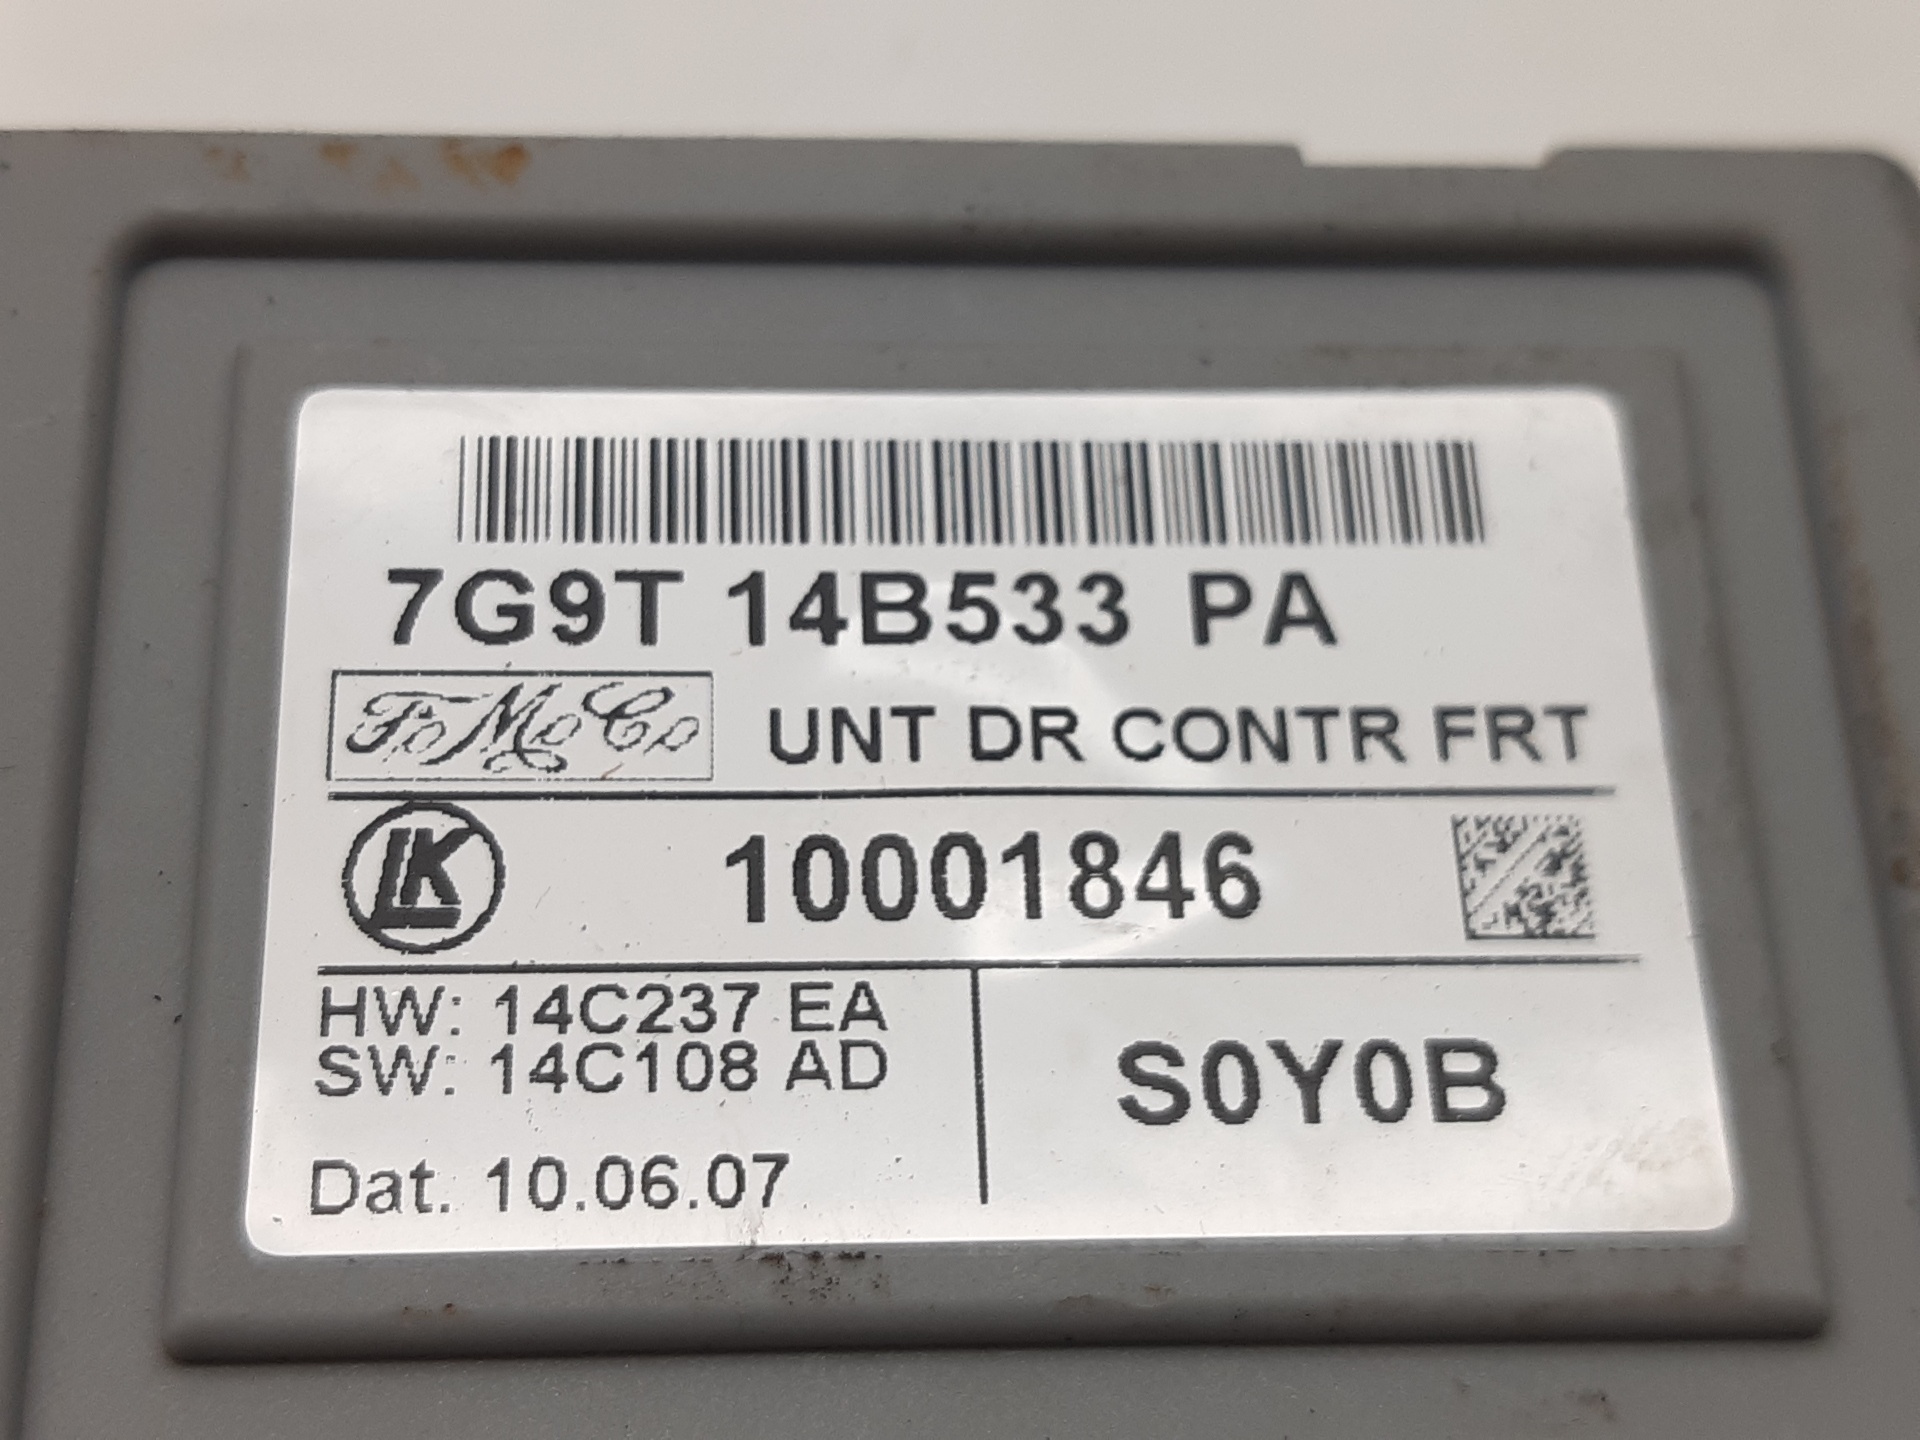 7G9T 14B533 PA
FoMoCo UNT DR CONTR FRT
LK 10001846
HW: 14C237 EA
SW: 14C108 AD
S0Y0B
Dat. 10.06.07